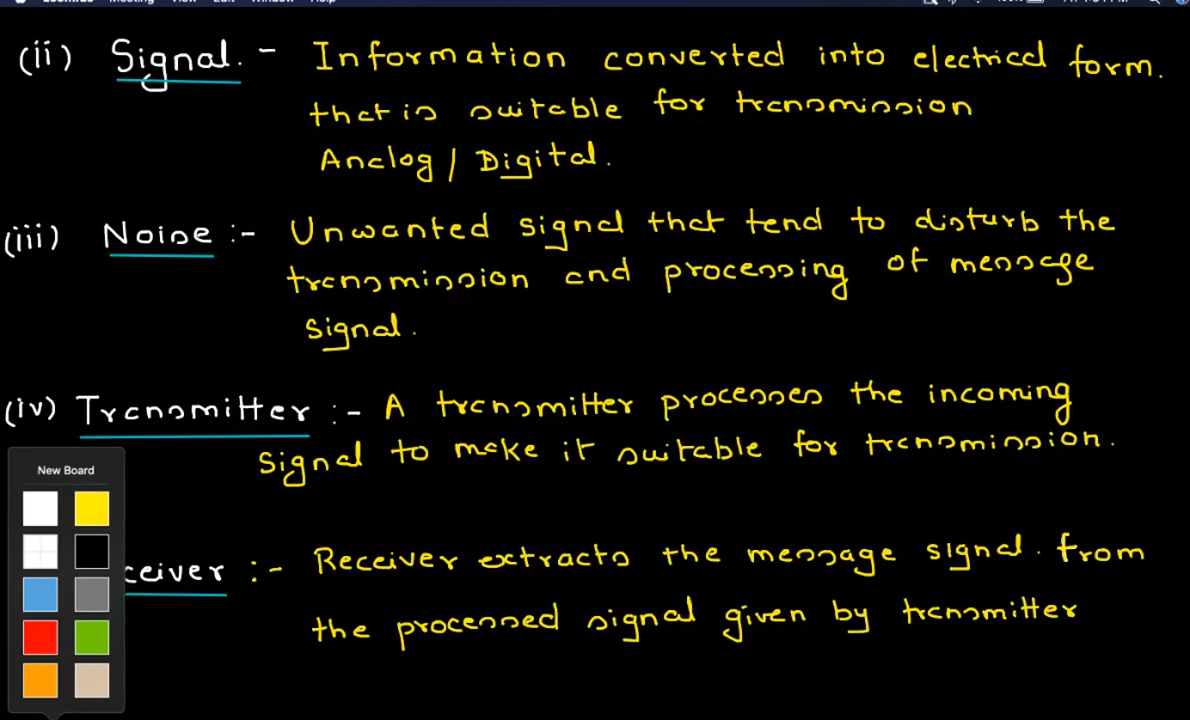 (ii) Signal. - Information converted into electrical form.
that is suitable for transmission
Analog / Digital.
(iii) Noise :- Unwanted signal that tend to disturb the
transmission and processing of message
signal.
(iv) Transmitter :- A transmitter processes the incoming
signal to make it suitable for transmission.
New Board
ceiver :- Receiver extracts the message signal. from
the processed signal given by transmitter